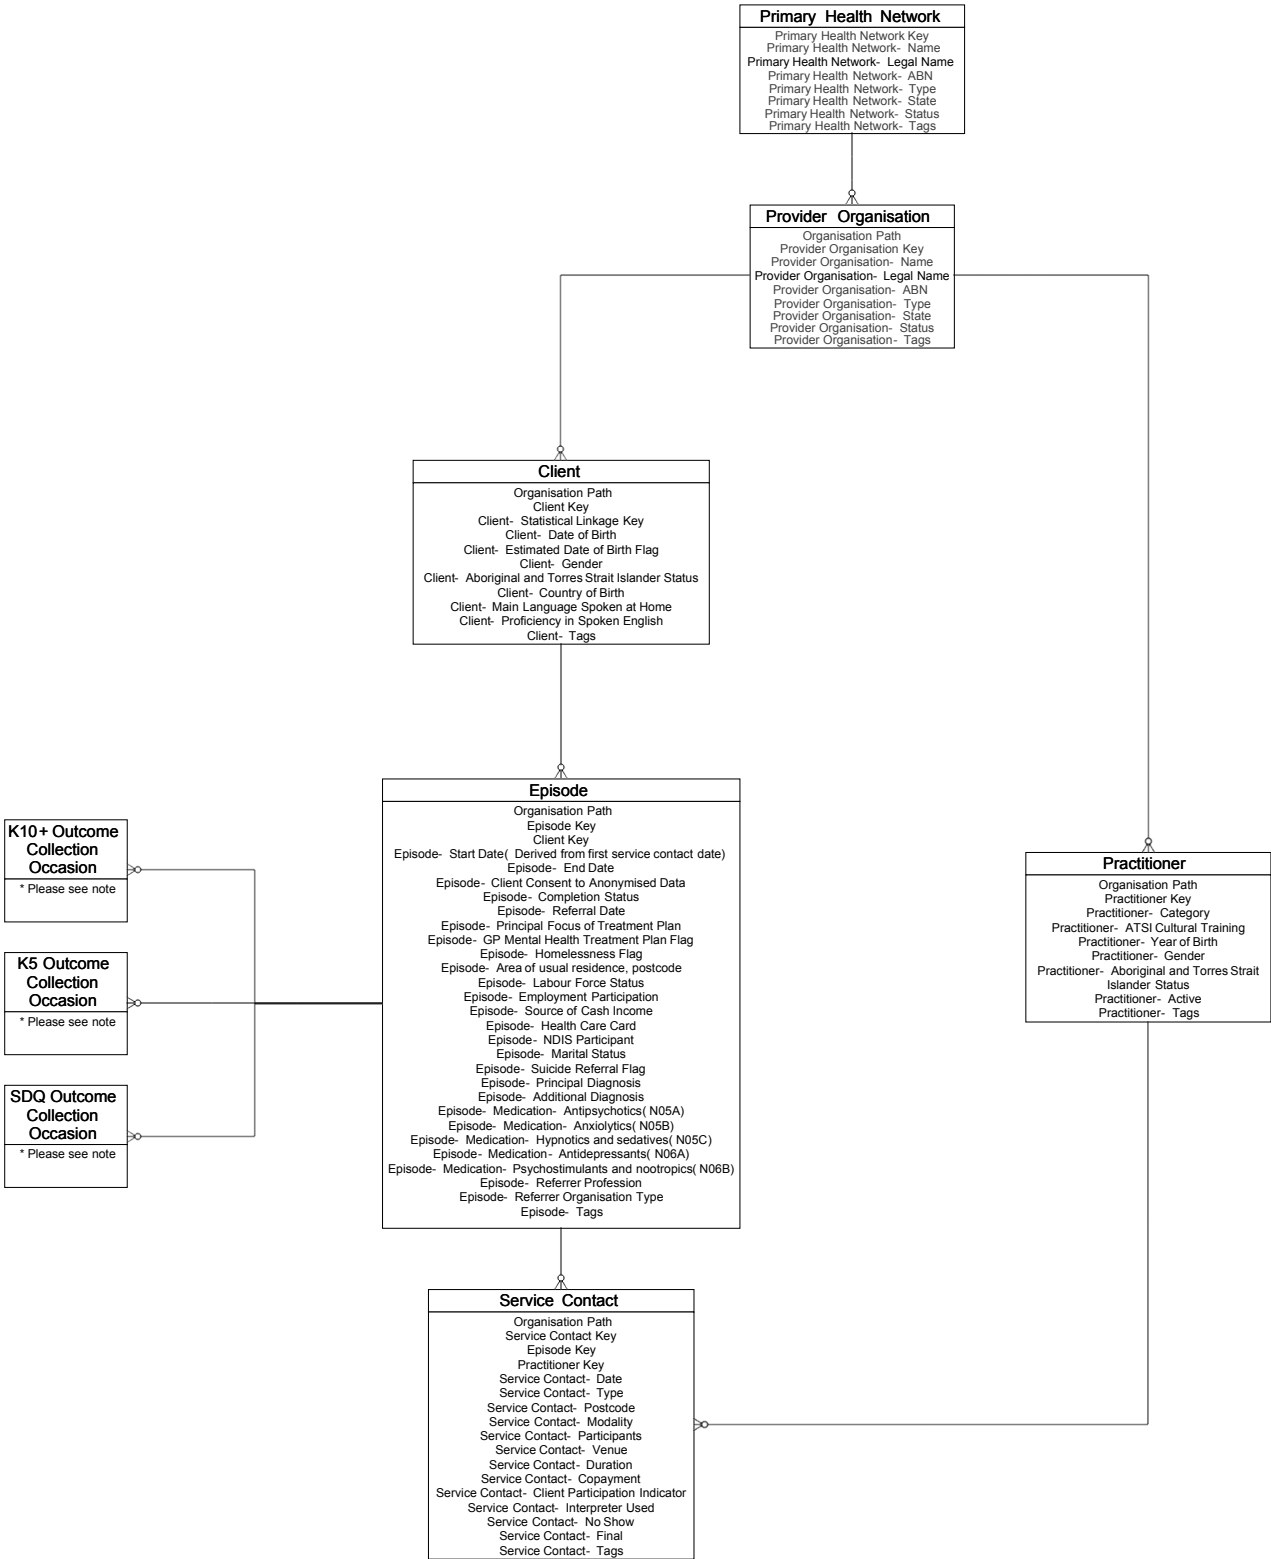 Primary Health Network
Primary Health Network Key
Primary Health Network- Name
Primary Health Network- Legal Name
Primary Health Network- ABN
Primary Health Network- Type
Primary Health Network- State
Primary Health Network- Status
Primary Health Network- Tags
Provider Organisation
Organisation Path
Provider Organisation Key
Provider Organisation- Name
Provider Organisation- Legal Name
Provider Organisation- ABN
Provider Organisation- Type
Provider Organisation- State
Provider Organisation- Status
Provider Organisation- Tags
Client
Organisation Path
Client Key
Client- Statistical Linkage Key
Client- Date of Birth
Client- Estimated Date of Birth Flag
Client- Gender
Client- Aboriginal and Torres Strait Islander Status
Client- Country of Birth
Client- Main Language Spoken at Home
Client- Proficiency in Spoken English
Client- Tags
Episode
Organisation Path
Episode Key
Client Key
Episode- Start Date( Derived from first service contact date)
Episode- End Date
Episode- Client Consent to Anonymised Data
Episode- Completion Status
Episode- Referral Date
Episode- Principal Focus of Treatment Plan
Episode- GP Mental Health Treatment Plan Flag
Episode- Homelessness Flag
Episode- Area of usual residence, postcode
Episode- Labour Force Status
Episode- Employment Participation
Episode- Source of Cash Income
Episode- Health Care Card
Episode- NDIS Participant
Episode- Marital Status
Episode- Suicide Referral Flag
Episode- Principal Diagnosis
Episode- Additional Diagnosis
Episode- Medication- Antipsychotics( N05A)
Episode- Medication- Anxiolytics( N05B)
Episode- Medication- Hypnotics and sedatives( N05C)
Episode- Medication- Antidepressants( N06A)
Episode- Medication- Psychostimulants and nootropics( N06B)
Episode- Referrer Profession
Episode- Referrer Organisation Type
Episode- Tags
K10+ Outcome
Collection
Occasion
* Please see note
K5 Outcome
Collection
Occasion
* Please see note
SDQ Outcome
Collection
Occasion
* Please see note
Practitioner
Organisation Path
Practitioner Key
Practitioner- Category
Practitioner- ATSI Cultural Training
Practitioner- Year of Birth
Practitioner- Gender
Practitioner- Aboriginal and Torres Strait
Islander Status
Practitioner- Active
Practitioner- Tags
Service Contact
Organisation Path
Service Contact Key
Episode Key
Practitioner Key
Service Contact- Date
Service Contact- Type
Service Contact- Postcode
Service Contact- Modality
Service Contact- Participants
Service Contact- Venue
Service Contact- Duration
Service Contact- Copayment
Service Contact- Client Participation Indicator
Service Contact- Interpreter Used
Service Contact- No Show
Service Contact- Final
Service Contact- Tags